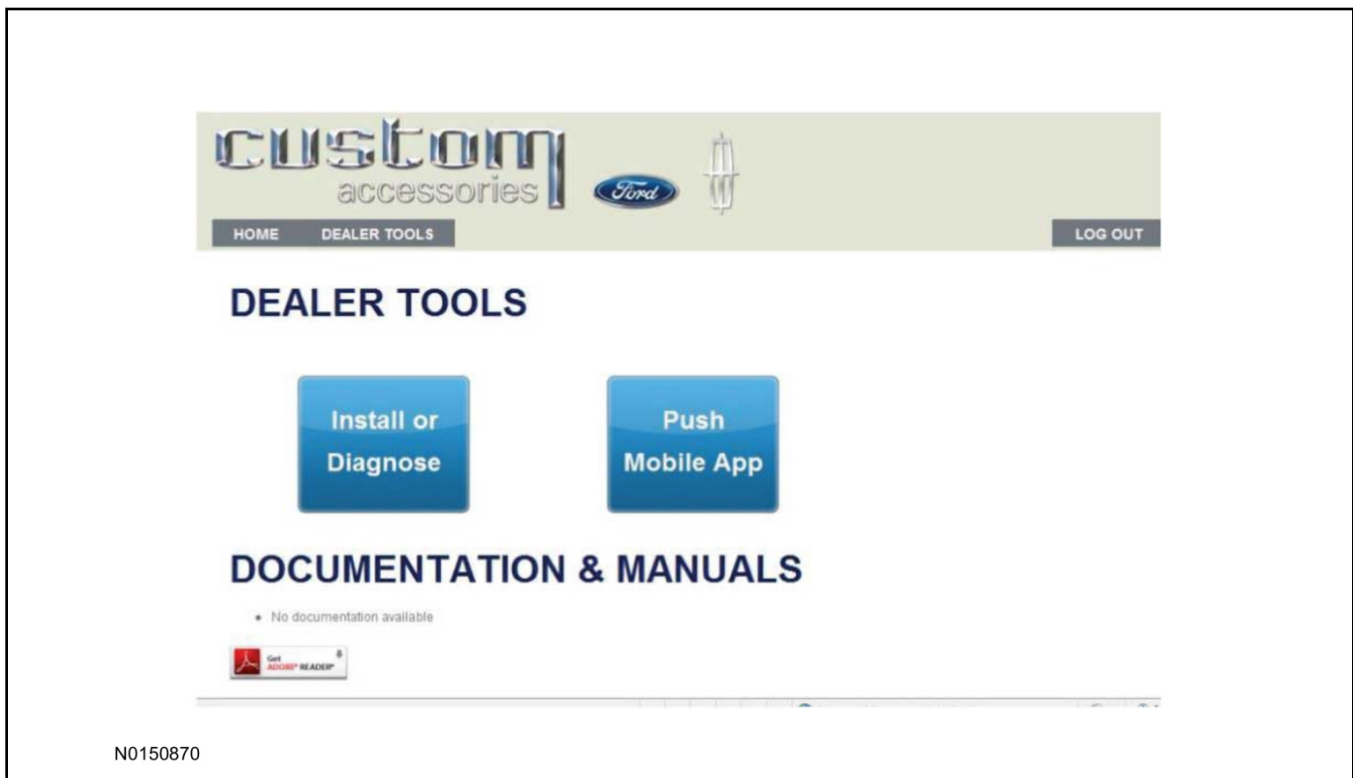 custom
accessories
Ford
HOME DEALER TOOLS LOG OUT
DEALER TOOLS
Install or
Diagnose
Push
Mobile App
DOCUMENTATION & MANUALS
• No documentation available
Get
ADOBE® READER®
N0150870